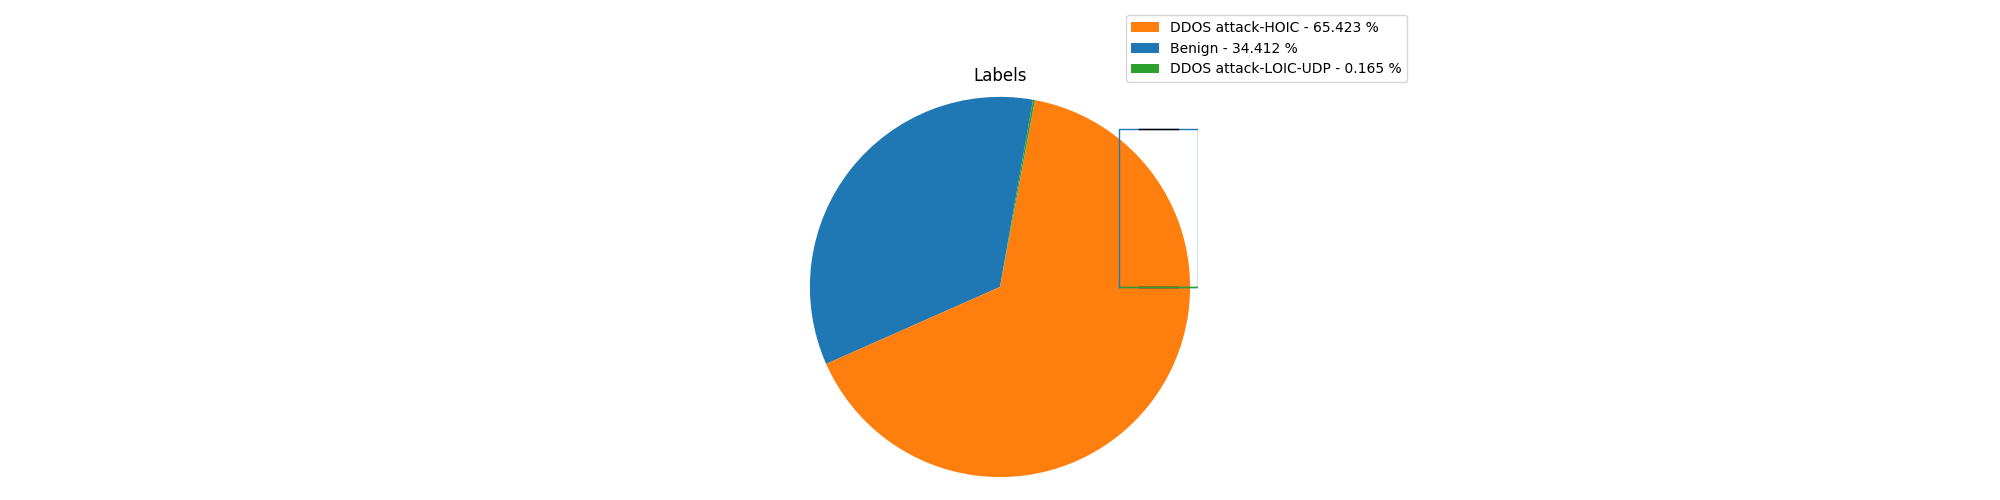 DDOS attack-HOIC - 65.423 %
Benign - 34.412 %
DDOS attack-LOIC-UDP - 0.165 %
Labels